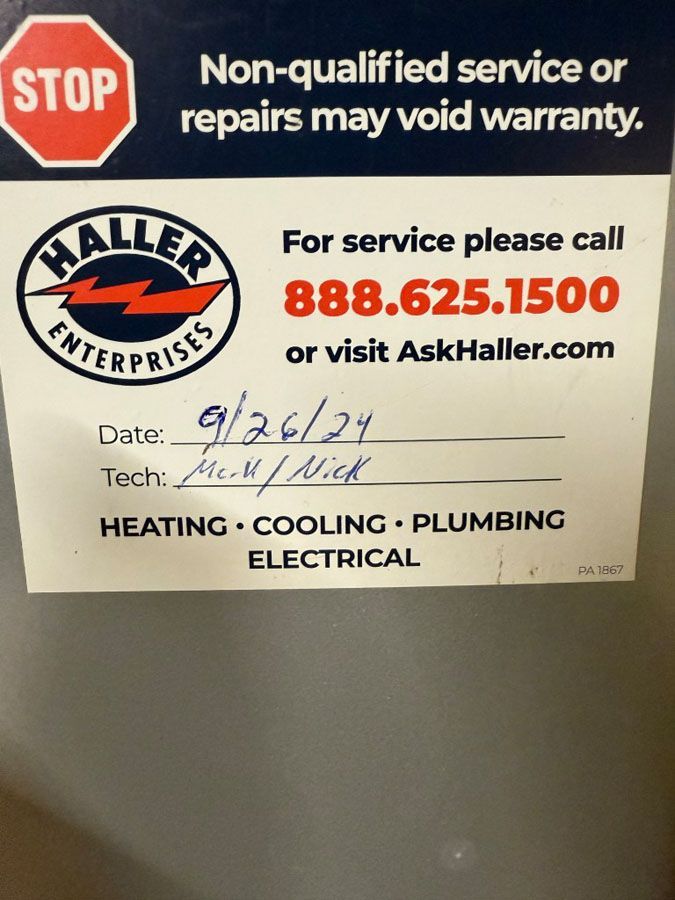 STOP
Non-qualified service or
repairs may void warranty.
HALLER
ENTERPRISES
For service please call
888.625.1500
or visit AskHaller.com
Date: 9/26/24
Tech: / Nick
HEATING • COOLING • PLUMBING
ELECTRICAL
PA 1867